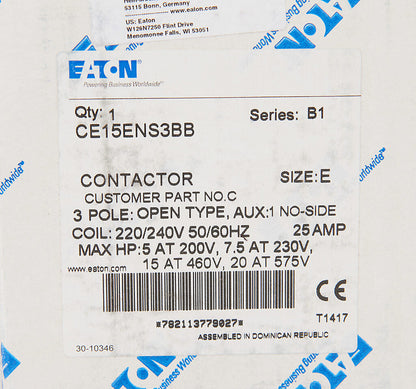 53115 Bonn, Germany
www.eaton.com
US: Eaton
W126N7250 Flint Drive
Menomonee Falls, WI 53051
EATON
Powering Business Worldwide™
Qty: 1 Series: B1
CE15ENS3BB
CONTACTOR SIZE: E
CUSTOMER PART NO.C
3 POLE: OPEN TYPE, AUX:1 NO-SIDE
COIL: 220/240V 50/60HZ 25 AMP
MAX HP:5 AT 200V, 7.5 AT 230V,
15 AT 460V, 20 AT 575V
www.eaton.com
*782113779027* T1417
ASSEMBLED IN DOMINICAN REPUBLIC
30-10346